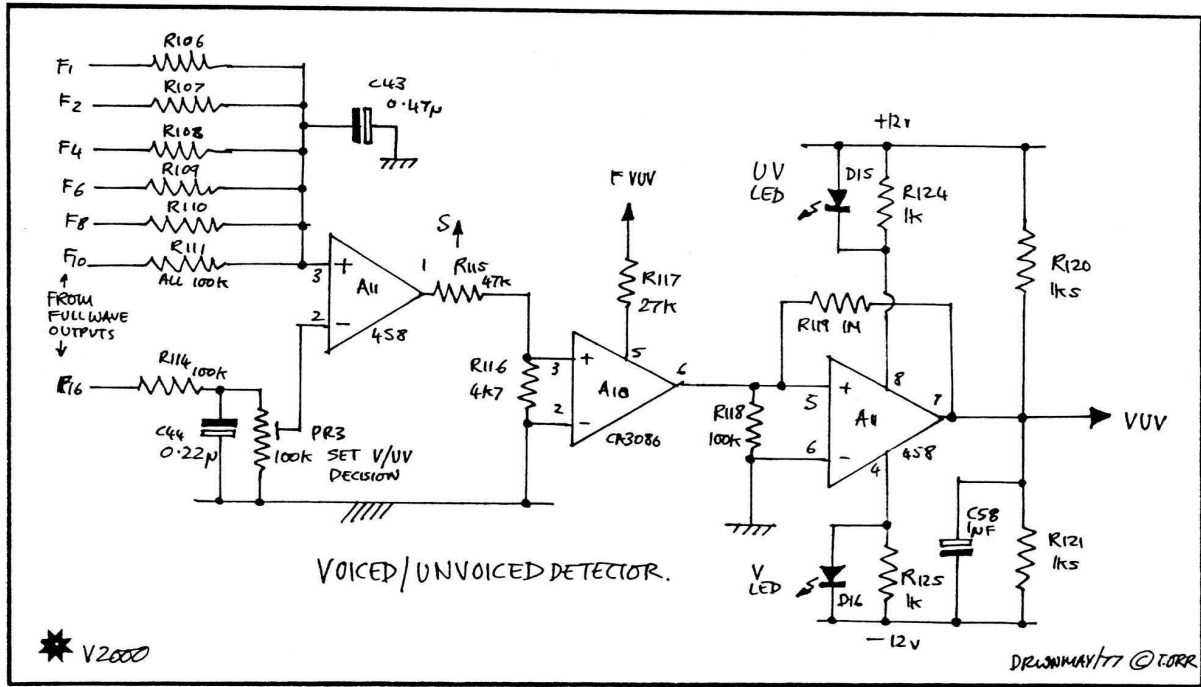 R106
F1
R107
F2
C43
0.47µ
R108
F4
R109
F6
R110
F8
R111
F10
ALL 100K
FROM
FULLWAVE
OUTPUTS
F16
R114
100K
C44
0.22µ
PR3
100K SET V/UV
DECISION
3
+
2
-
1
A11
458
S
R115
47K
R116
4K7
3
+
2
-
5
6
A10
CA3086
F VUV
R117
27K
R118
100K
R119 1M
5
+
6
-
8
4
7
A11
458
+12V
UV
LED
D15
R124
1K
R120
1K5
VUV
V
LED
D16
R125
1K
C58
1NF
R121
1K5
-12V
VOICED/UNVOICED DETECTOR.
V2000
DRWNMAY/77 © T.ORR